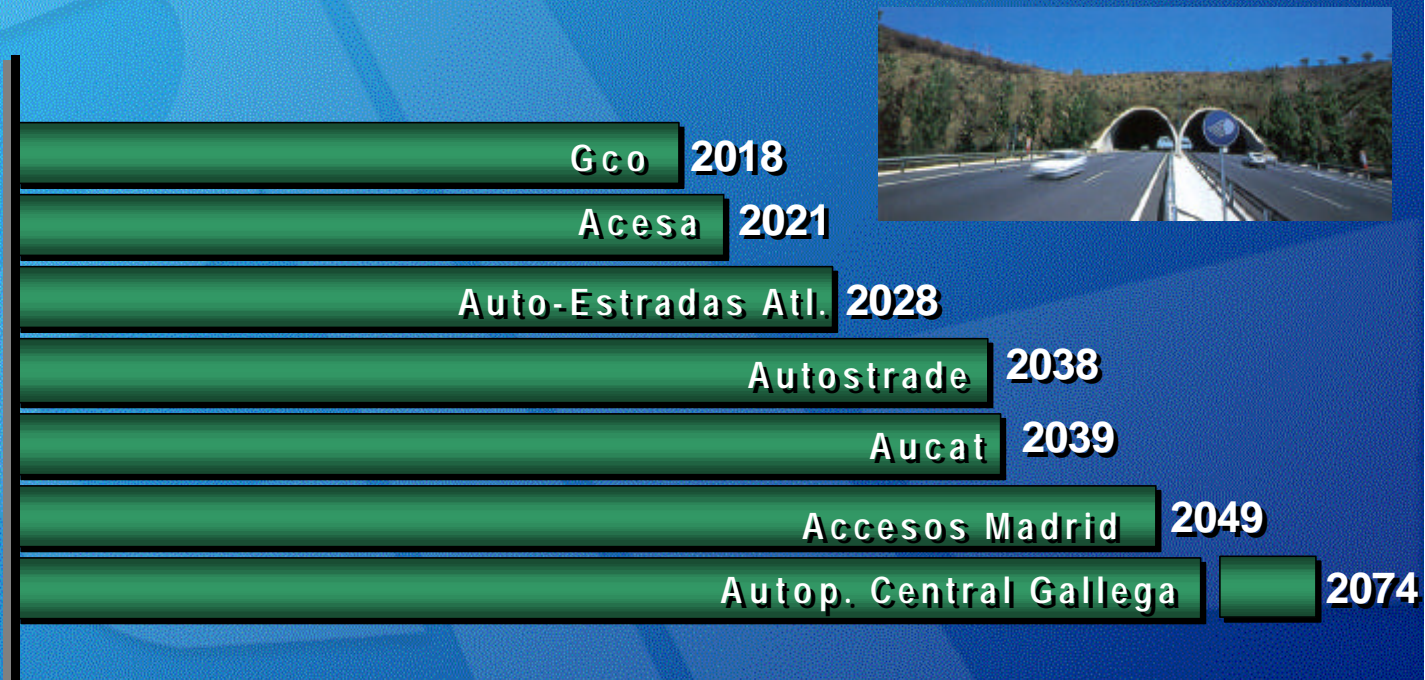 Gco 2018
Acesa 2021
Auto-Estradas Atl. 2028
Autostrade 2038
Aucat 2039
Accesos Madrid 2049
Autop. Central Gallega 2074